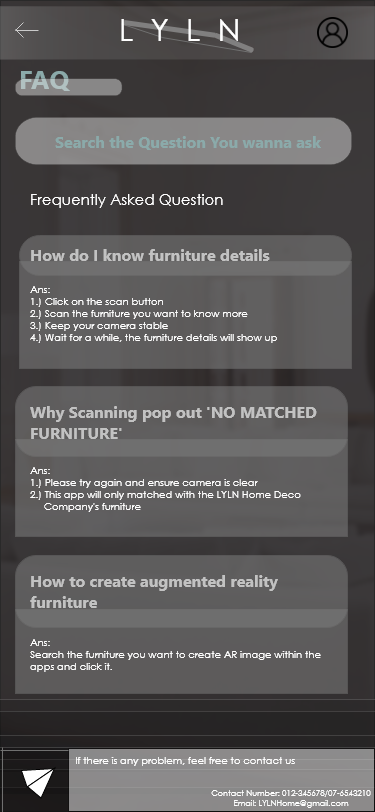 L Y L N
FAQ
Search the Question You wanna ask
Frequently Asked Question
How do I know furniture details
Ans:
1.) Click on the scan button
2.) Scan the furniture you want to know more
3.) Keep your camera stable
4.) Wait for a while, the furniture details will show up
Why Scanning pop out 'NO MATCHED
FURNITURE'
Ans:
1.) Please try again and ensure camera is clear
2.) This app will only matched with the LYLN Home Deco
Company's furniture
How to create augmented reality
furniture
Ans:
Search the furniture you want to create AR image within the
apps and click it.
If there is any problem, feel free to contact us
Contact Number: 012-345678/07-6543210
Email: LYLNHome@gmail.com